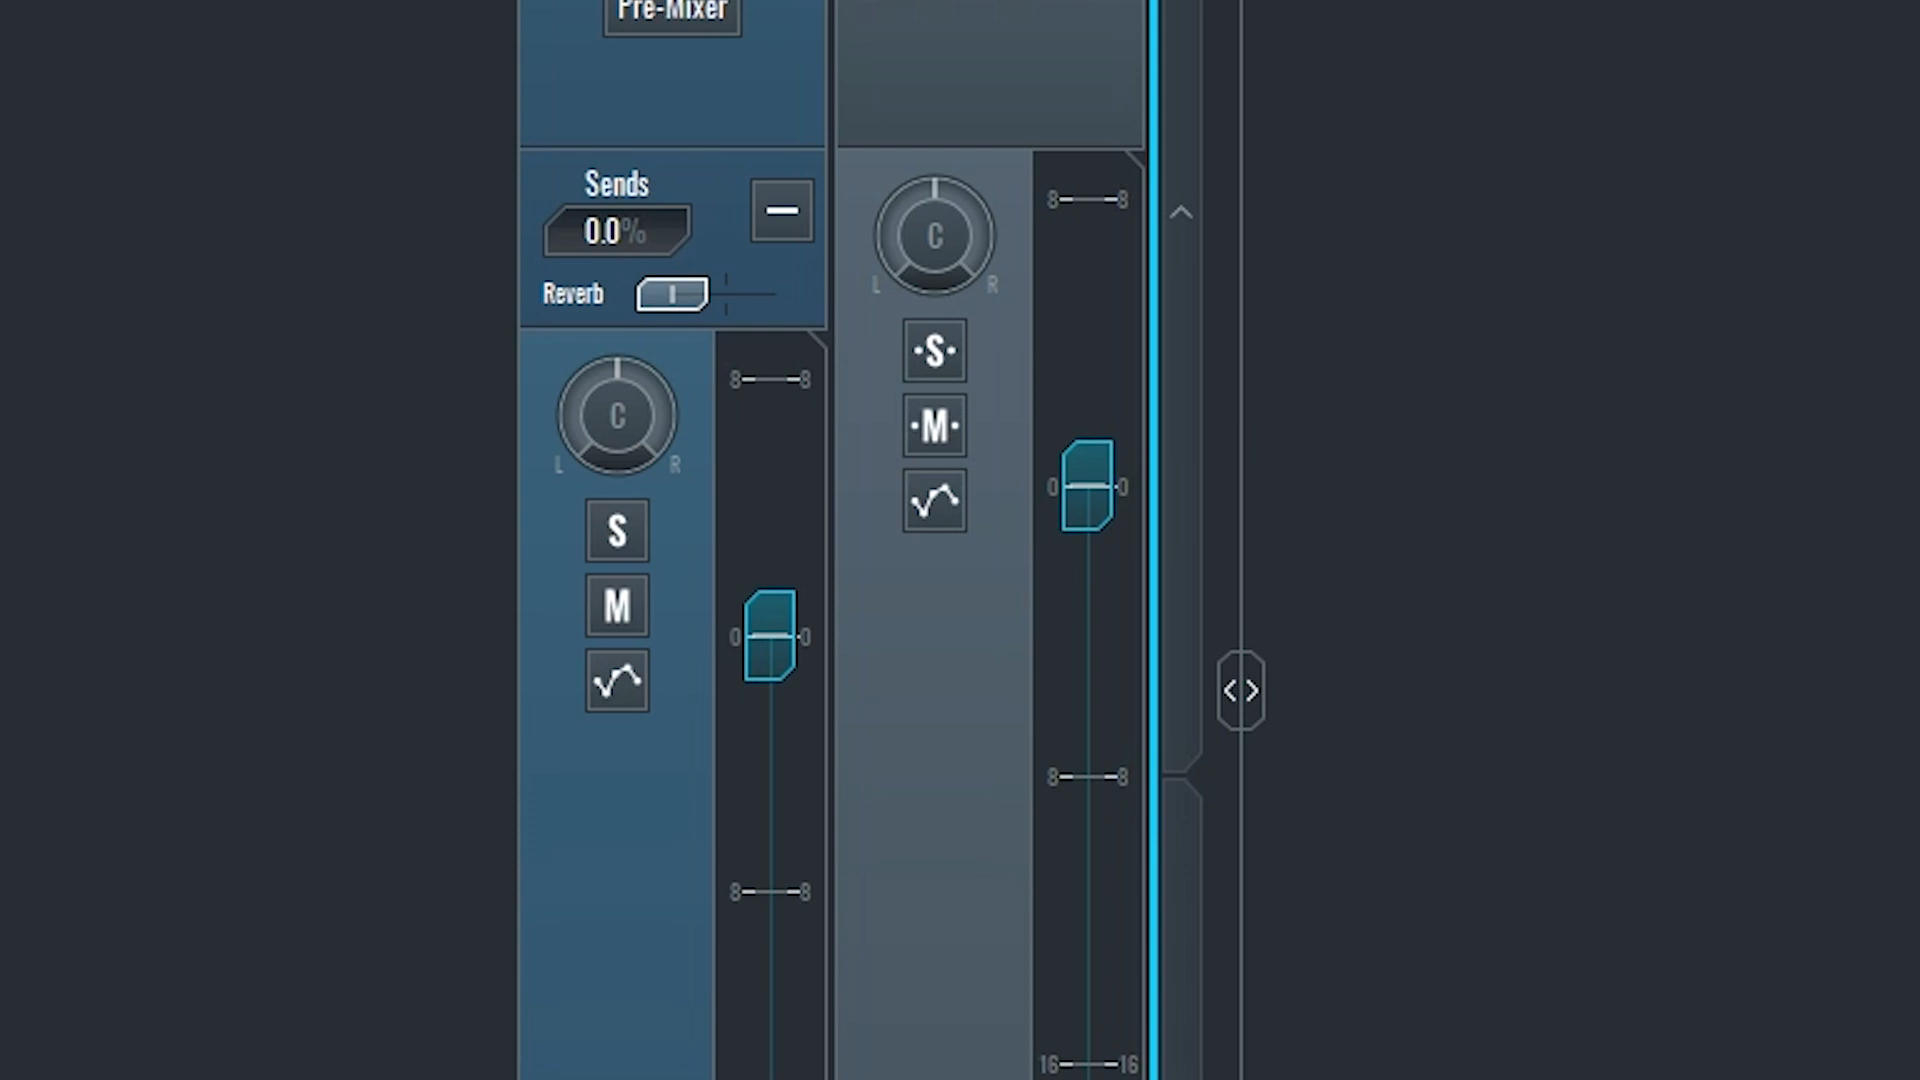 Pre-Mixer
Sends
0.0%
Reverb
C
L R
S
M
8 8
0 0
8 8
C
L R
·S·
·M·
8 8
0 0
8 8
16 16